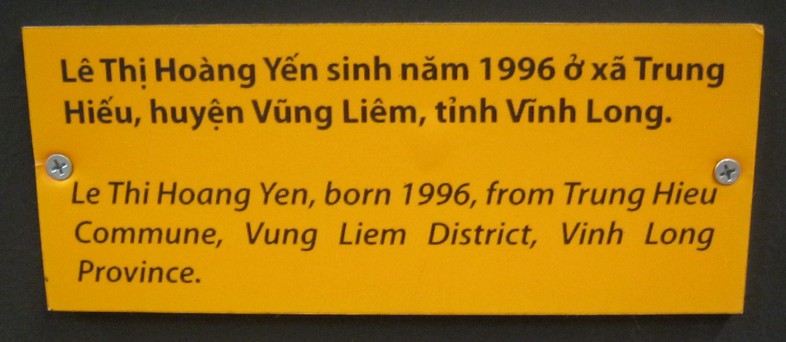 Lê Thị Hoàng Yến sinh năm 1996 ở xã Trung
Hiếu, huyện Vũng Liêm, tỉnh Vĩnh Long.
Le Thi Hoang Yen, born 1996, from Trung Hieu
Commune, Vung Liem District, Vinh Long
Province.